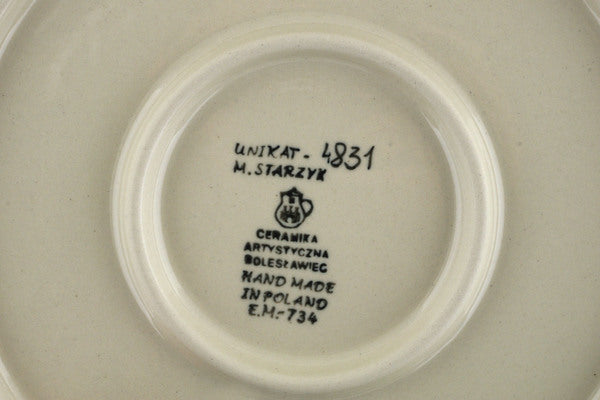 UNIKAT - 4831
M. STARZYK
CERAMIKA
ARTYSTYCZNA
BOLESŁAWIEC
HAND MADE
IN POLAND
E.M.-734